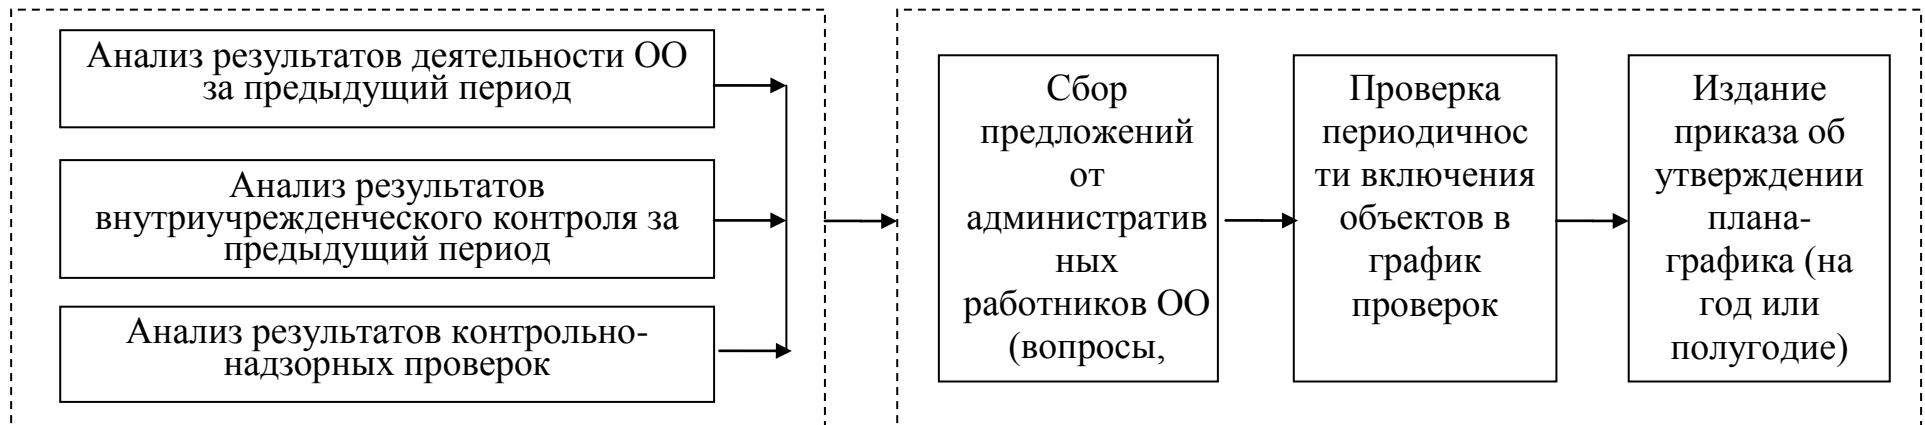 Анализ результатов деятельности ОО
за предыдущий период
Анализ результатов
внутриучрежденческого контроля за
предыдущий период
Анализ результатов контрольно-
надзорных проверок
Сбор
предложений
от
административ
ных
работников ОО
(вопросы,
Проверка
периодичнос
ти включения
объектов в
график
проверок
Издание
приказа об
утверждении
плана-
графика (на
год или
полугодие)